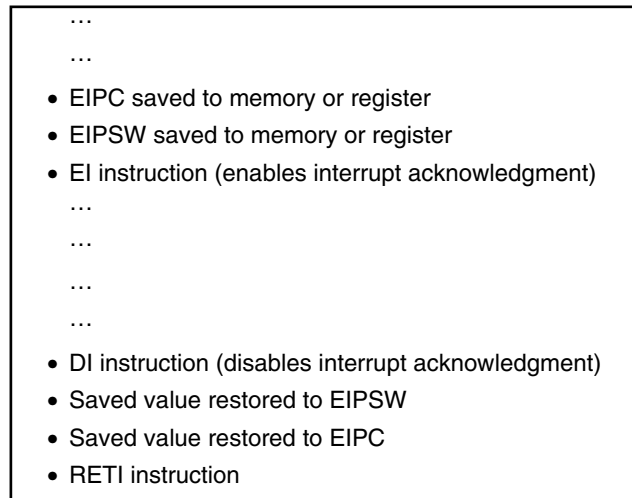 …
…
• EIPC saved to memory or register
• EIPSW saved to memory or register
• EI instruction (enables interrupt acknowledgment)
…
…
…
…
• DI instruction (disables interrupt acknowledgment)
• Saved value restored to EIPSW
• Saved value restored to EIPC
• RETI instruction